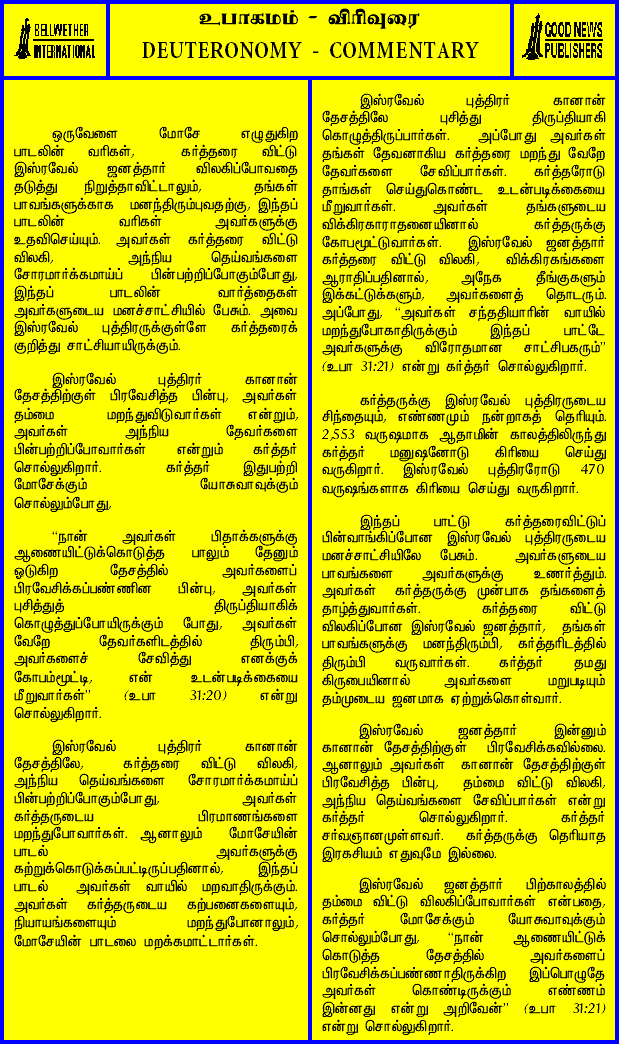 BELLWETHER
INTERNATIONAL
உபாகமம் - விரிவுரை
DEUTERONOMY - COMMENTARY
GOOD NEWS
PUBLISHERS
ஒருவேளை மோசே எழுதுகிற
பாடலின் வரிகள், கர்த்தரை விட்டு
இஸ்ரவேல் ஜனத்தார் விலகிப்போவதை
தடுத்து நிறுத்தாவிட்டாலும், தங்கள்
பாவங்களுக்காக மனந்திரும்புவதற்கு, இந்தப்
பாடலின் வரிகள் அவர்களுக்கு
உதவிசெய்யும். அவர்கள் கர்த்தரை விட்டு
விலகி, அந்நிய தெய்வங்களை
சோரமார்க்கமாய்ப் பின்பற்றிப்போகும்போது,
இந்தப் பாடலின் வார்த்தைகள்
அவர்களுடைய மனச்சாட்சியில் பேசும். அவை
இஸ்ரவேல் புத்திரருக்குள்ளே கர்த்தரைக்
குறித்து சாட்சியாயிருக்கும்.
இஸ்ரவேல் புத்திரர் கானான்
தேசத்திற்குள் பிரவேசித்த பின்பு, அவர்கள்
தம்மை மறந்துவிடுவார்கள் என்றும்,
அவர்கள் அந்நிய தேவர்களை
பின்பற்றிப்போவார்கள் என்றும் கர்த்தர்
சொல்லுகிறார். கர்த்தர் இதுபற்றி
மோசேக்கும் யோசுவாவுக்கும்
சொல்லும்போது,
“நான் அவர்கள் பிதாக்களுக்கு
ஆணையிட்டுக்கொடுத்த பாலும் தேனும்
ஓடுகிற தேசத்தில் அவர்களைப்
பிரவேசிக்கப்பண்ணின பின்பு, அவர்கள்
புசித்துத் திருப்தியாகிக்
கொழுத்துப்போயிருக்கும் போது, அவர்கள்
வேறே தேவர்களிடத்தில் திரும்பி,
அவர்களைச் சேவித்து எனக்குக்
கோபம்மூட்டி, என் உடன்படிக்கையை
மீறுவார்கள்” (உபா 31:20) என்று
சொல்லுகிறார்.
இஸ்ரவேல் புத்திரர் கானான்
தேசத்திலே, கர்த்தரை விட்டு விலகி,
அந்நிய தெய்வங்களை சோரமார்க்கமாய்ப்
பின்பற்றிப்போகும்போது, அவர்கள்
கர்த்தருடைய பிரமாணங்களை
மறந்துபோவார்கள். ஆனாலும் மோசேயின்
பாடல் அவர்களுக்கு
கற்றுக்கொடுக்கப்பட்டிருப்பதினால், இந்தப்
பாடல் அவர்கள் வாயில் மறவாதிருக்கும்.
அவர்கள் கர்த்தருடைய கற்பனைகளையும்,
நியாயங்களையும் மறந்துபோனாலும்,
மோசேயின் பாடலை மறக்கமாட்டார்கள்.
இஸ்ரவேல் புத்திரர் கானான்
தேசத்திலே புசித்து திருப்தியாகி
கொழுத்திருப்பார்கள். அப்போது அவர்கள்
தங்கள் தேவனாகிய கர்த்தரை மறந்து வேறே
தேவர்களை சேவிப்பார்கள். கர்த்தரோடு
தாங்கள் செய்துகொண்ட உடன்படிக்கையை
மீறுவார்கள். அவர்கள் தங்களுடைய
விக்கிரகாராதனையினால் கர்த்தருக்கு
கோபமூட்டுவார்கள். இஸ்ரவேல் ஜனத்தார்
கர்த்தரை விட்டு விலகி, விக்கிரகங்களை
ஆராதிப்பதினால், அநேக தீங்குகளும்
இக்கட்டுக்களும், அவர்களைத் தொடரும்.
அப்போது, “அவர்கள் சந்ததியாரின் வாயில்
மறந்துபோகாதிருக்கும் இந்தப் பாட்டே
அவர்களுக்கு விரோதமான சாட்சிபகரும்”
(உபா 31:21) என்று கர்த்தர் சொல்லுகிறார்.
கர்த்தருக்கு இஸ்ரவேல் புத்திரருடைய
சிந்தையும், எண்ணமும் நன்றாகத் தெரியும்.
2,553 வருஷமாக ஆதாமின் காலத்திலிருந்து
கர்த்தர் மனுஷனோடு கிரியை செய்து
வருகிறார். இஸ்ரவேல் புத்திரரோடு 470
வருஷங்களாக கிரியை செய்து வருகிறார்.
இந்தப் பாட்டு கர்த்தரைவிட்டுப்
பின்வாங்கிப்போன இஸ்ரவேல் புத்திரருடைய
மனச்சாட்சியிலே பேசும். அவர்களுடைய
பாவங்களை அவர்களுக்கு உணர்த்தும்.
அவர்கள் கர்த்தருக்கு முன்பாக தங்களைத்
தாழ்த்துவார்கள். கர்த்தரை விட்டு
விலகிப்போன இஸ்ரவேல் ஜனத்தார், தங்கள்
பாவங்களுக்கு மனந்திரும்பி, கர்த்தரிடத்தில்
திரும்பி வருவார்கள். கர்த்தர் தமது
கிருபையினால் அவர்களை மறுபடியும்
தம்முடைய ஜனமாக ஏற்றுக்கொள்வார்.
இஸ்ரவேல் ஜனத்தார் இன்னும்
கானான் தேசத்திற்குள் பிரவேசிக்கவில்லை.
ஆனாலும் அவர்கள் கானான் தேசத்திற்குள்
பிரவேசித்த பின்பு, தம்மை விட்டு விலகி,
அந்நிய தெய்வங்களை சேவிப்பார்கள் என்று
கர்த்தர் சொல்லுகிறார். கர்த்தர்
சர்வஞானமுள்ளவர். கர்த்தருக்கு தெரியாத
இரகசியம் எதுவுமே இல்லை.
இஸ்ரவேல் ஜனத்தார் பிற்காலத்தில்
தம்மை விட்டு விலகிப்போவார்கள் என்பதை,
கர்த்தர் மோசேக்கும் யோசுவாவுக்கும்
சொல்லும்போது, “நான் ஆணையிட்டுக்
கொடுத்த தேசத்தில் அவர்களைப்
பிரவேசிக்கப்பண்ணாதிருக்கிற இப்பொழுதே
அவர்கள் கொண்டிருக்கும் எண்ணம்
இன்னது என்று அறிவேன்” (உபா 31:21)
என்று சொல்லுகிறார்.